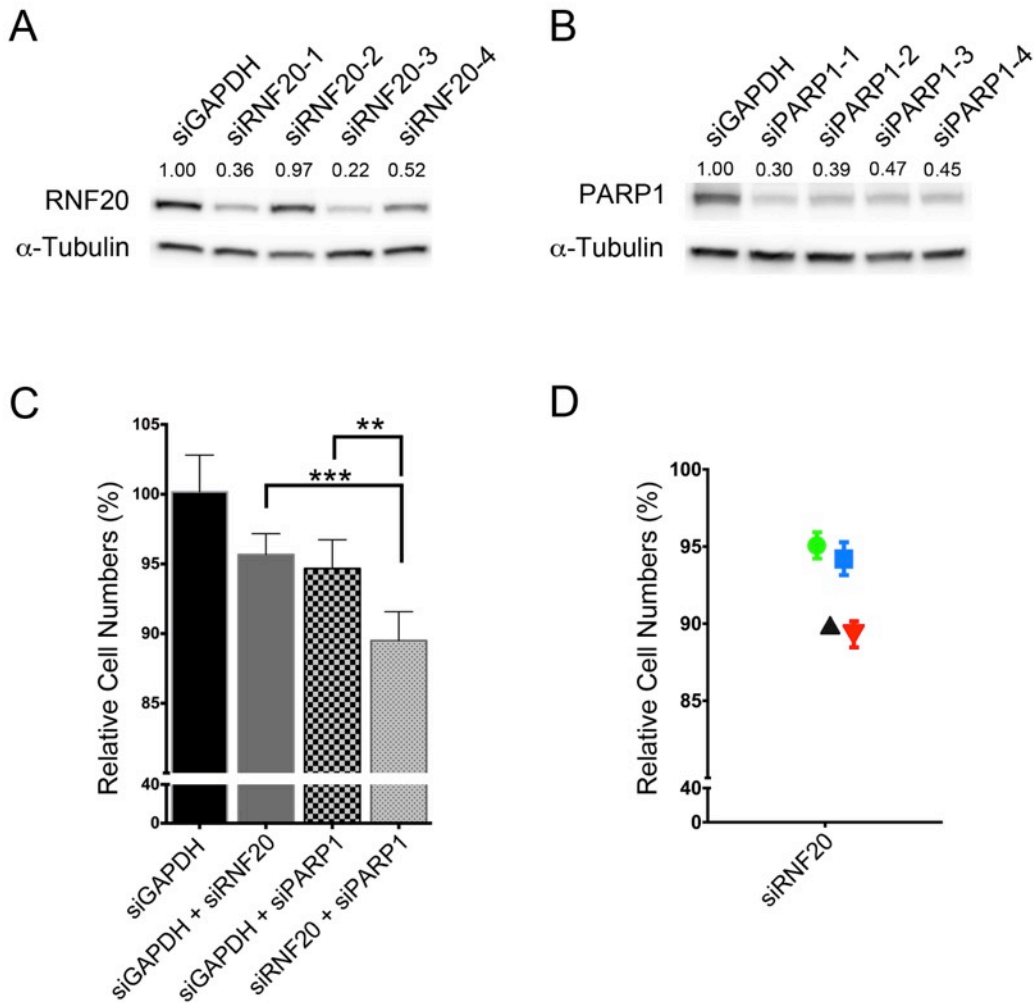 A
siGAPDH siRNF20-1 siRNF20-2 siRNF20-3 siRNF20-4
1.00 0.36 0.97 0.22 0.52
RNF20
α-Tubulin
B
siGAPDH siPARP1-1 siPARP1-2 siPARP1-3 siPARP1-4
1.00 0.30 0.39 0.47 0.45
PARP1
α-Tubulin
C
Relative Cell Numbers (%)
105
100
95
90
85
40
0
**
***
siGAPDH
siGAPDH + siRNF20
siGAPDH + siPARP1
siRNF20 + siPARP1
D
Relative Cell Numbers (%)
100
95
90
85
40
0
siRNF20